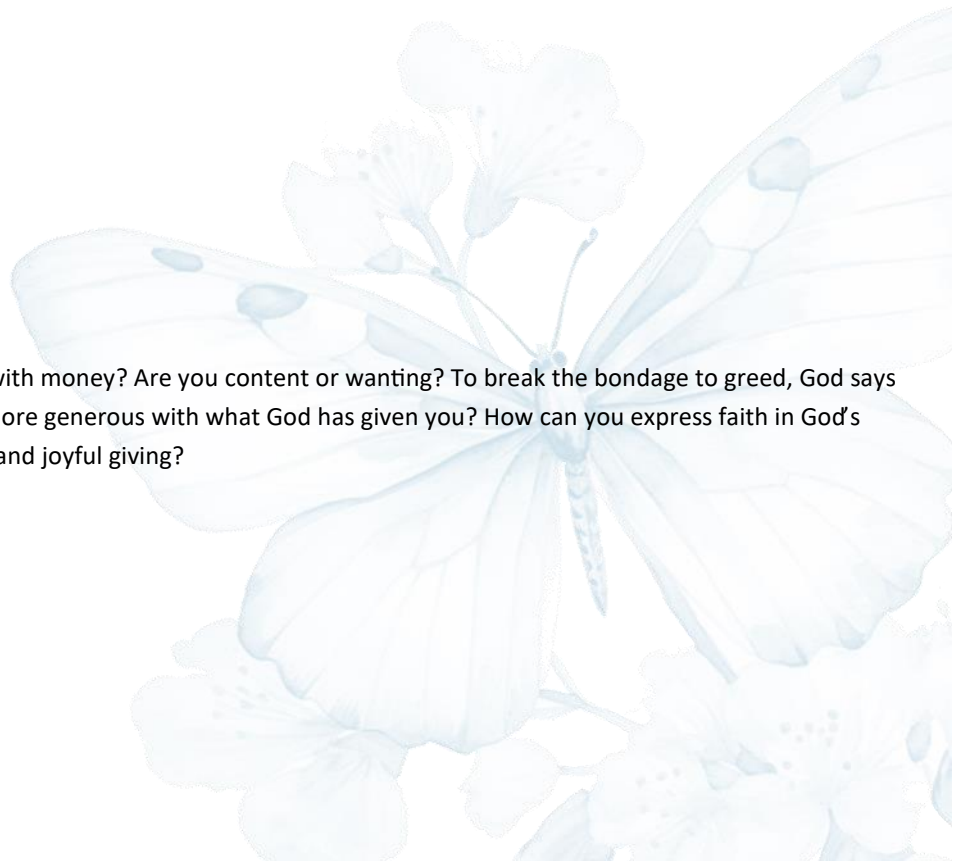 with money? Are you content or wanting? To break the bondage to greed, God says
ore generous with what God has given you? How can you express faith in God's
and joyful giving?